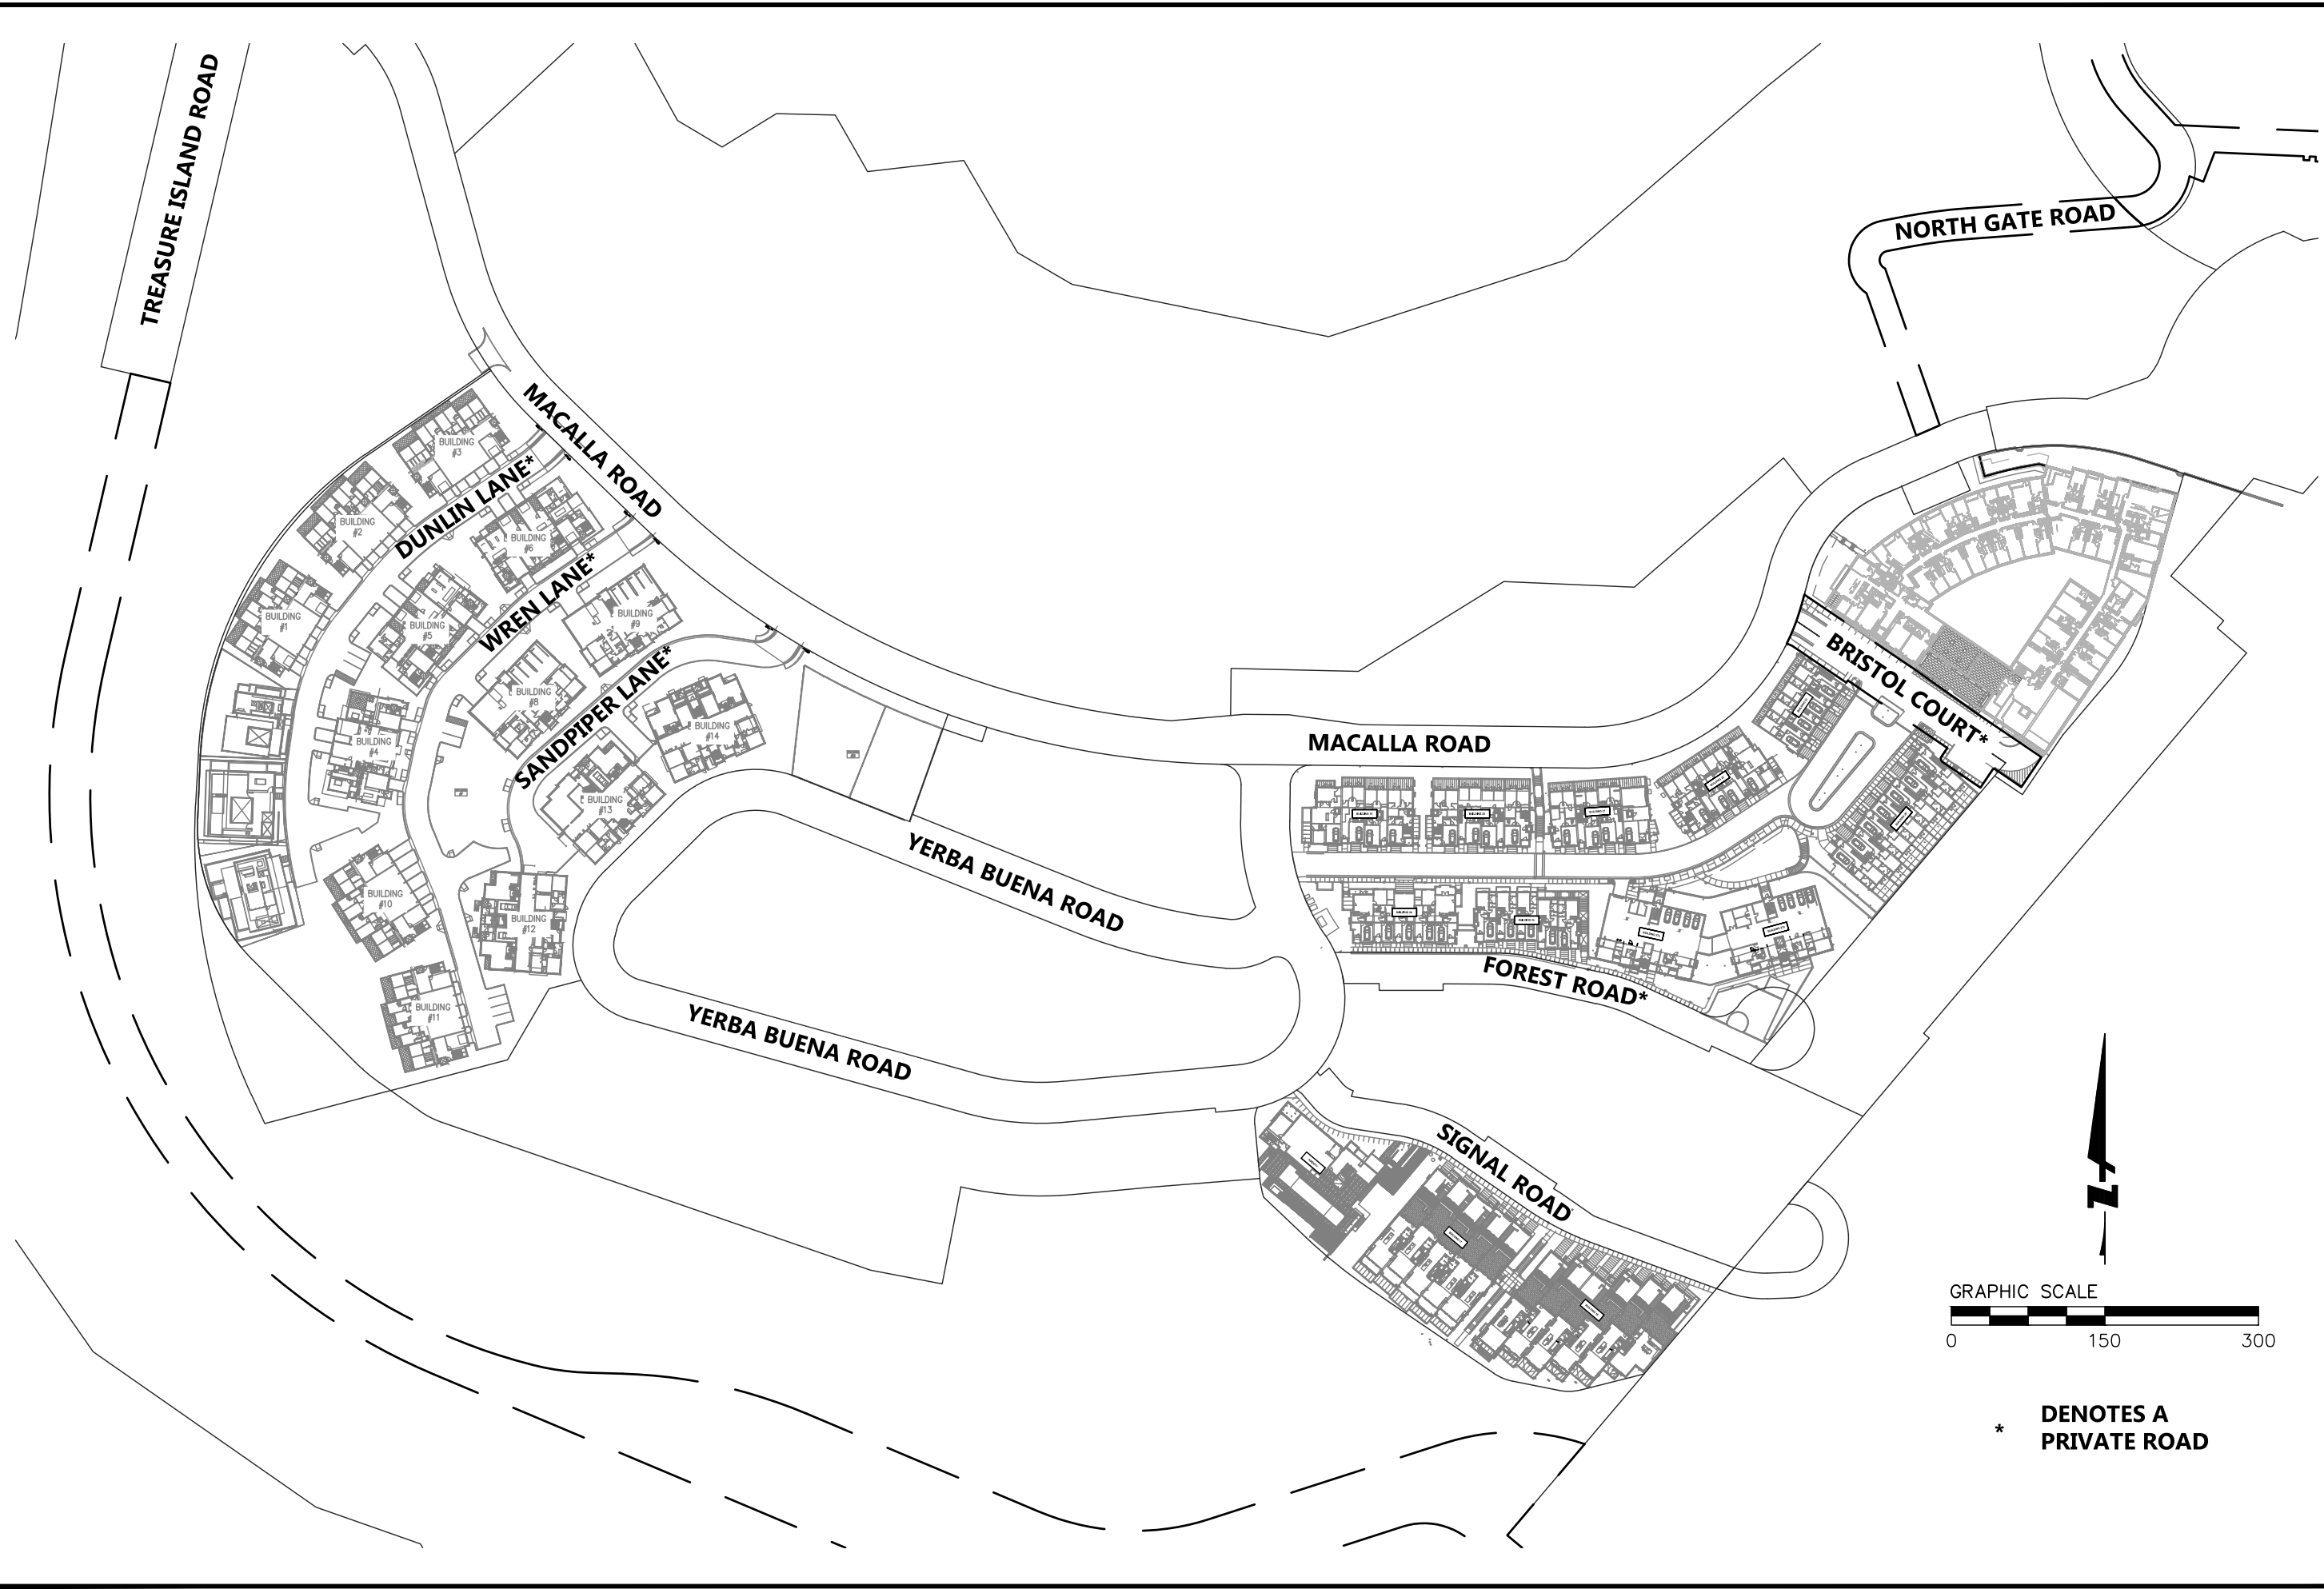 TREASURE ISLAND ROAD
NORTH GATE ROAD
MACALLA ROAD
BUILDING
#3
DUNLIN LANE*
BUILDING
#2
BUILDING
#6
WREN LANE*
BUILDING
#1
BUILDING
#5
BUILDING
#9
SANDPIPER LANE*
BUILDING
#8
BUILDING
#4
BUILDING
#14
BUILDING
#13
BRISTOL COURT*
MACALLA ROAD
YERBA BUENA ROAD
BUILDING
#10
BUILDING
#12
FOREST ROAD*
BUILDING
#11
YERBA BUENA ROAD
SIGNAL ROAD
GRAPHIC SCALE
0 150 300
* DENOTES A
PRIVATE ROAD